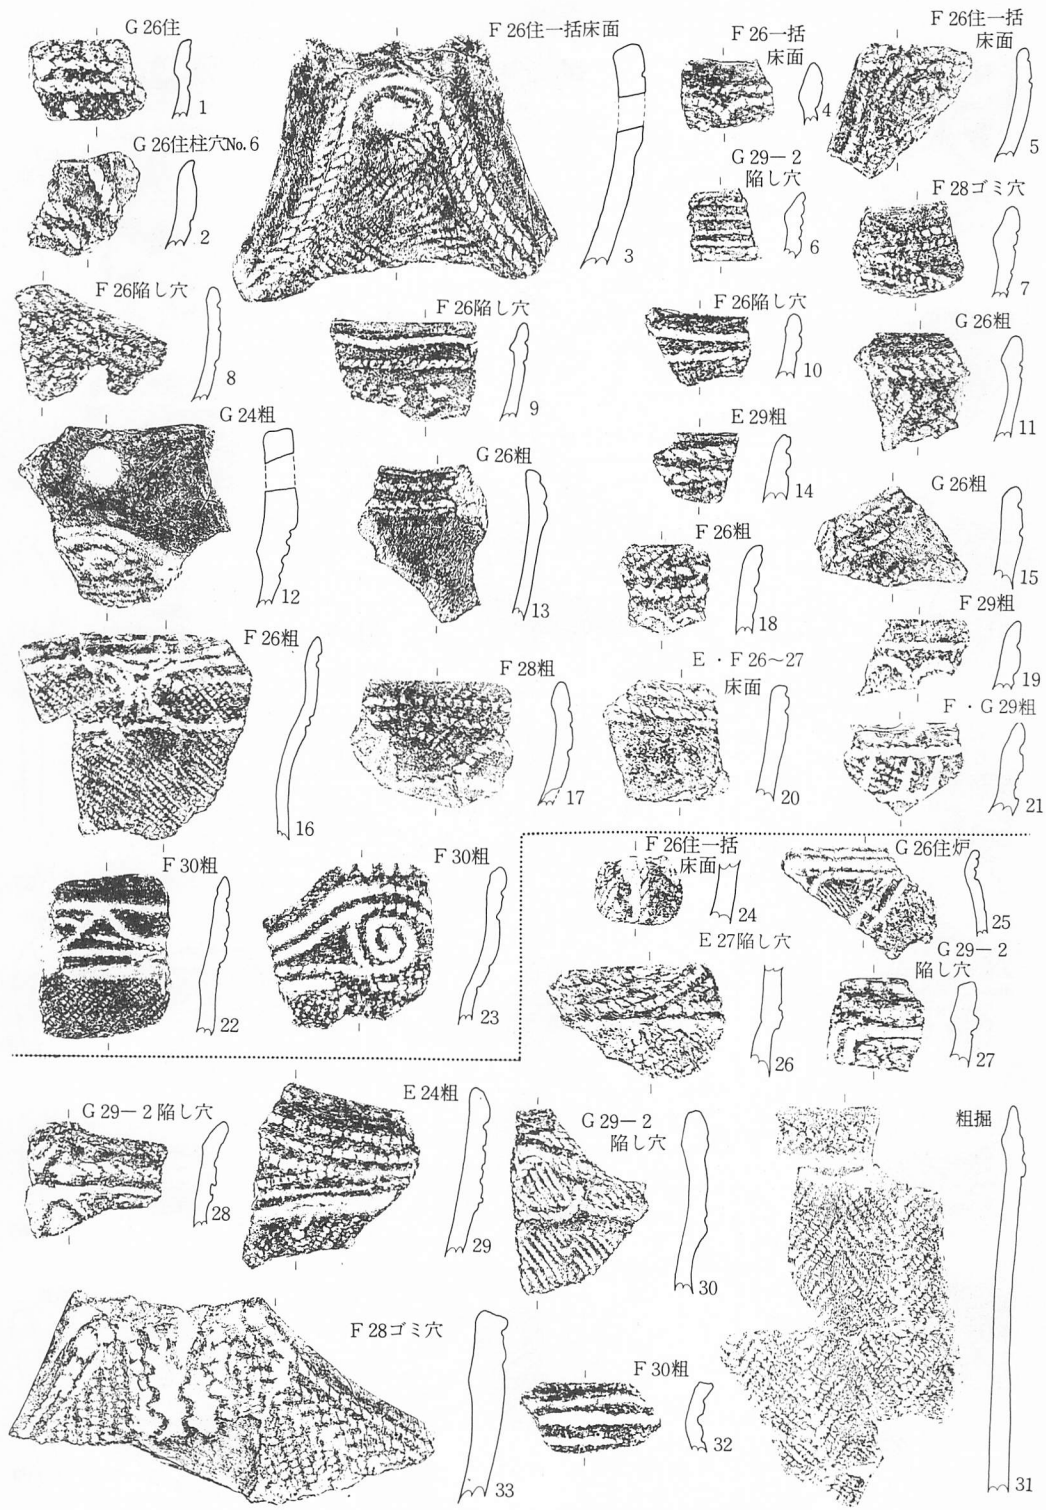 G 26住
1
F 26住一括床面
3
F 26一括
床面
4
F 26住一括
床面
5
G 26住柱穴No. 6
2
G 29－2
陥し穴
6
F 28ゴミ穴
7
F 26陥し穴
8
F 26陥し穴
9
F 26陥し穴
10
G 26粗
11
G 24粗
12
G 26粗
13
E 29粗
14
G 26粗
15
F 26粗
16
F 28粗
17
F 26粗
18
F 29粗
19
E・F 26～27
床面
20
F・G 29粗
21
F 30粗
22
F 30粗
23
F 26住一括
床面
24
G 26住炉
25
E 27陥し穴
26
G 29－2
陥し穴
27
G 29－2 陥し穴
28
E 24粗
29
G 29－2
陥し穴
30
粗掘
31
F 28ゴミ穴
33
F 30粗
32